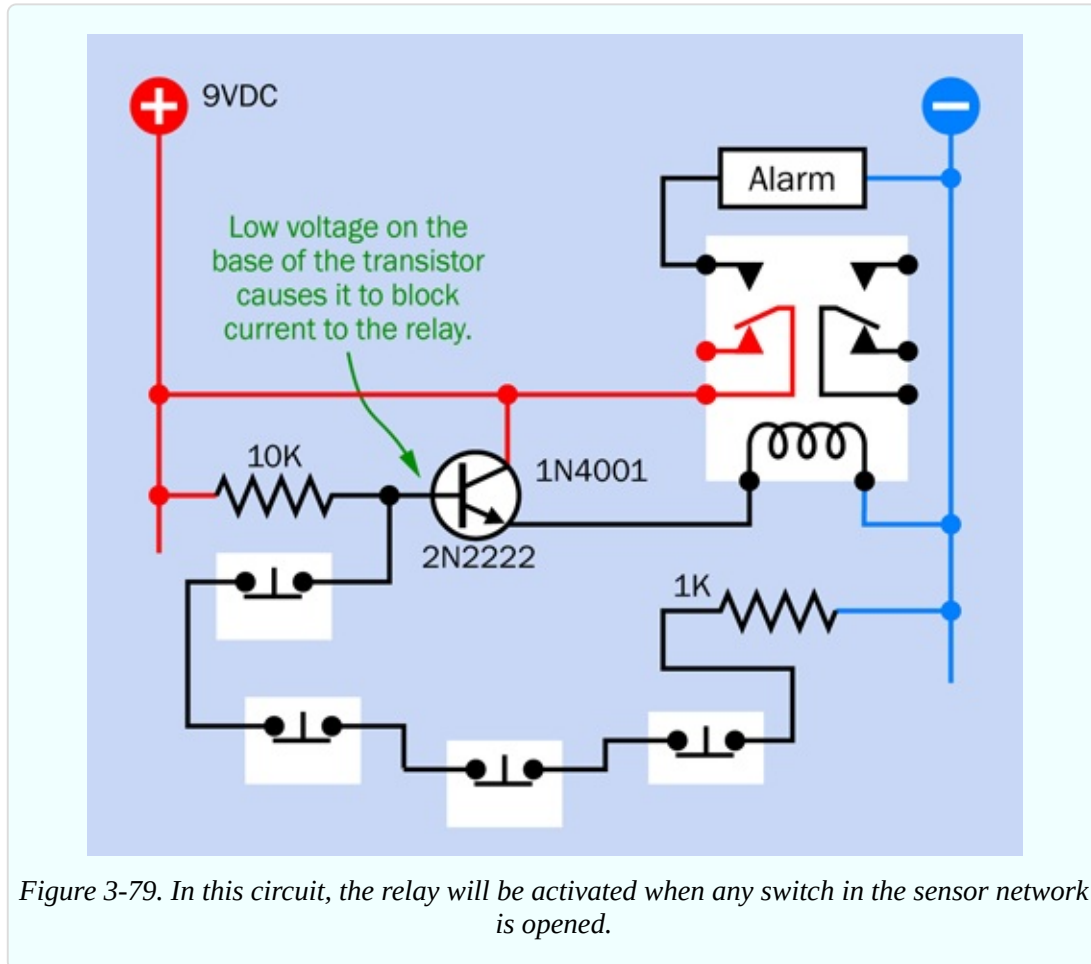 9VDC
Alarm
Low voltage on the
base of the transistor
causes it to block
current to the relay.
10K
1N4001
2N2222
1K
Figure 3-79. In this circuit, the relay will be activated when any switch in the sensor network
is opened.